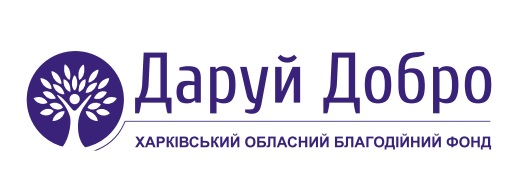 Даруй Добро
ХАРКІВСЬКИЙ ОБЛАСНИЙ БЛАГОДІЙНИЙ ФОНД